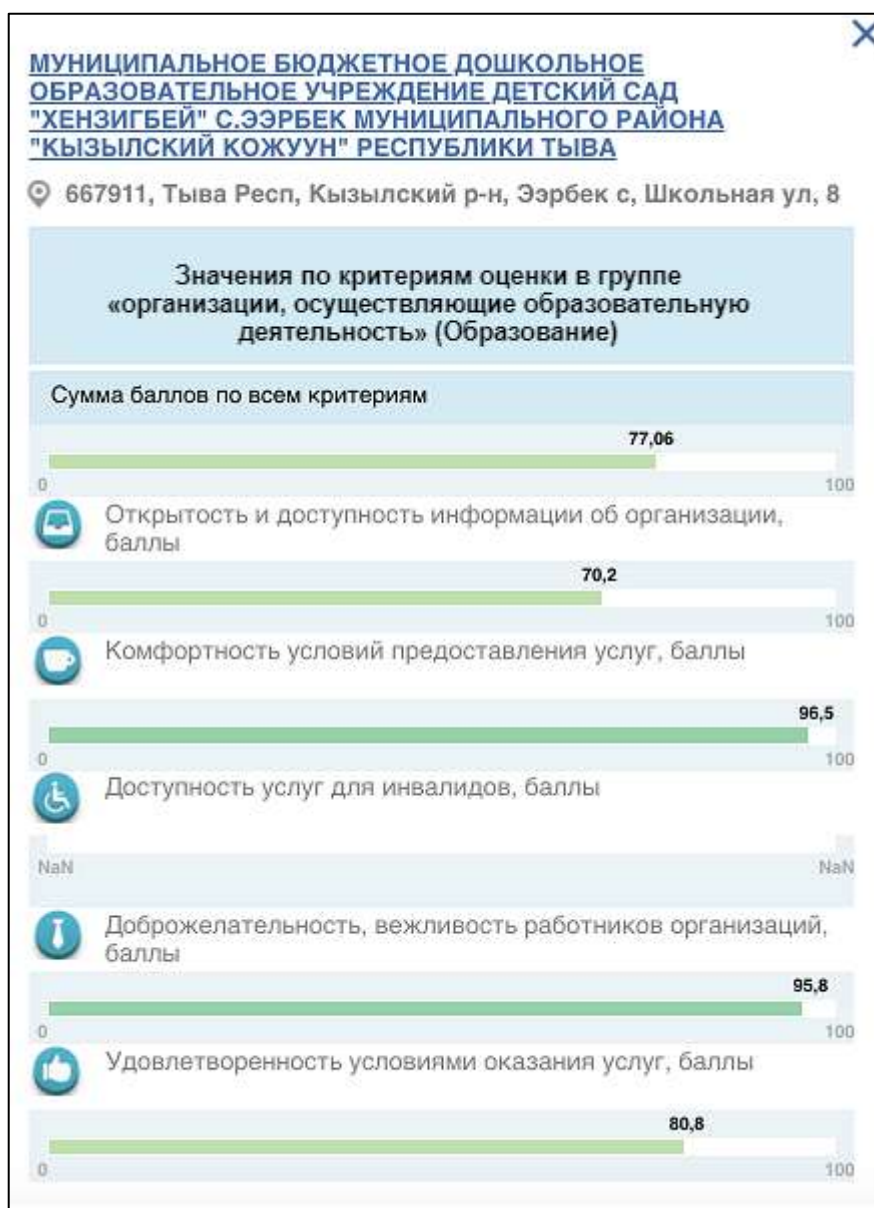 МУНИЦИПАЛЬНОЕ БЮДЖЕТНОЕ ДОШКОЛЬНОЕ
ОБРАЗОВАТЕЛЬНОЕ УЧРЕЖДЕНИЕ ДЕТСКИЙ САД
"ХЕНЗИГБЕЙ" С.ЭЭРБЕК МУНИЦИПАЛЬНОГО РАЙОНА
"КЫЗЫЛСКИЙ КОЖУУН" РЕСПУБЛИКИ ТЫВА
667911, Тыва Респ, Кызылский р-н, Ээрбек с, Школьная ул, 8
Значения по критериям оценки в группе
«организации, осуществляющие образовательную
деятельность» (Образование)
Сумма баллов по всем критериям
77,06
0 100
Открытость и доступность информации об организации,
баллы
70,2
0 100
Комфортность условий предоставления услуг, баллы
96,5
0 100
Доступность услуг для инвалидов, баллы
NaN NaN
Доброжелательность, вежливость работников организаций,
баллы
95,8
0 100
Удовлетворенность условиями оказания услуг, баллы
80,8
0 100